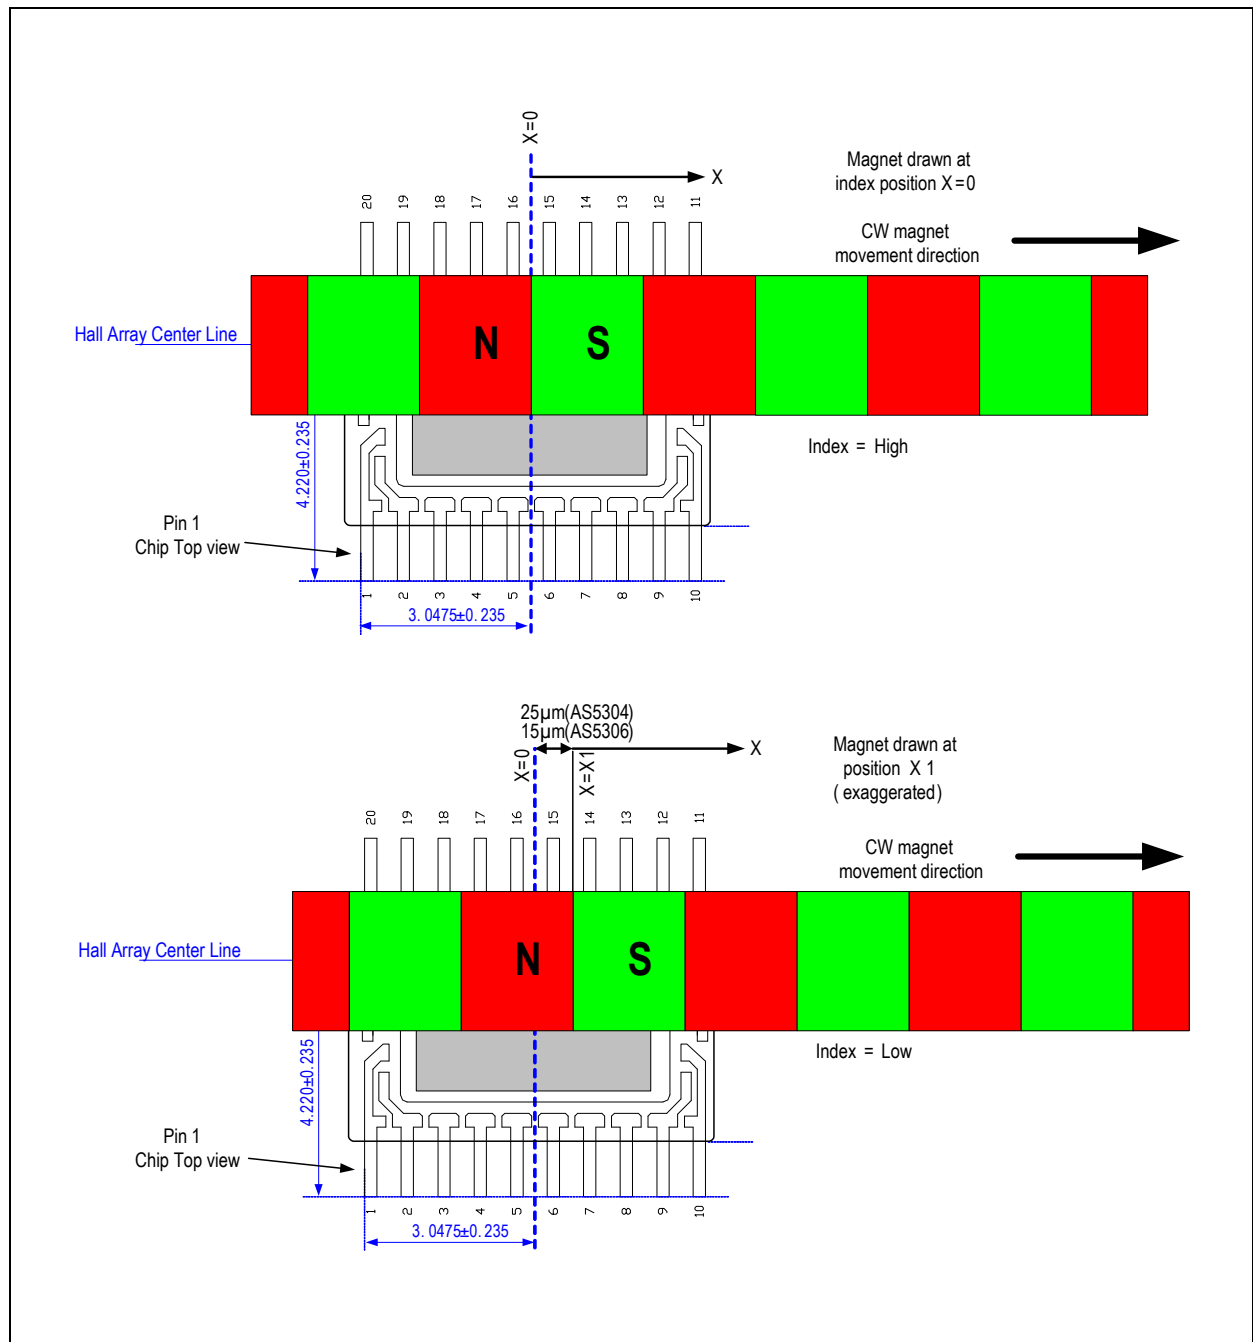 X=0
X
Magnet drawn at
index position X=0
20 19 18 17 16 15 14 13 12 11
CW magnet
movement direction
Hall Array Center Line
N S
4.220±0.235
Index = High
Pin 1
Chip Top view
1 2 3 4 5 6 7 8 9 10
3. 0475±0. 235
25µm(AS5304)
15µm(AS5306)
X=0
X=X1
X
Magnet drawn at
position X 1
( exaggerated)
20 19 18 17 16 15 14 13 12 11
CW magnet
movement direction
Hall Array Center Line
N S
4.220±0.235
Index = Low
Pin 1
Chip Top view
1 2 3 4 5 6 7 8 9 10
3. 0475±0. 235